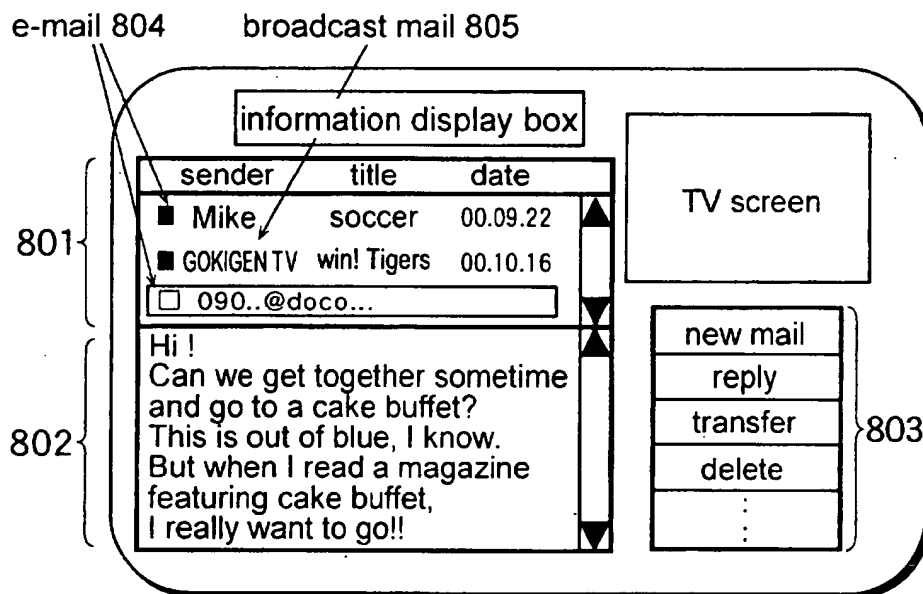 e-mail 804 broadcast mail 805
information display box
sender title date
Mike soccer 00.09.22
GOKIGEN TV win! Tigers 00.10.16
090..@doco...
801
TV screen
Hi !
Can we get together sometime
and go to a cake buffet?
This is out of blue, I know.
But when I read a magazine
featuring cake buffet,
I really want to go!!
802
new mail
reply
transfer
delete
803